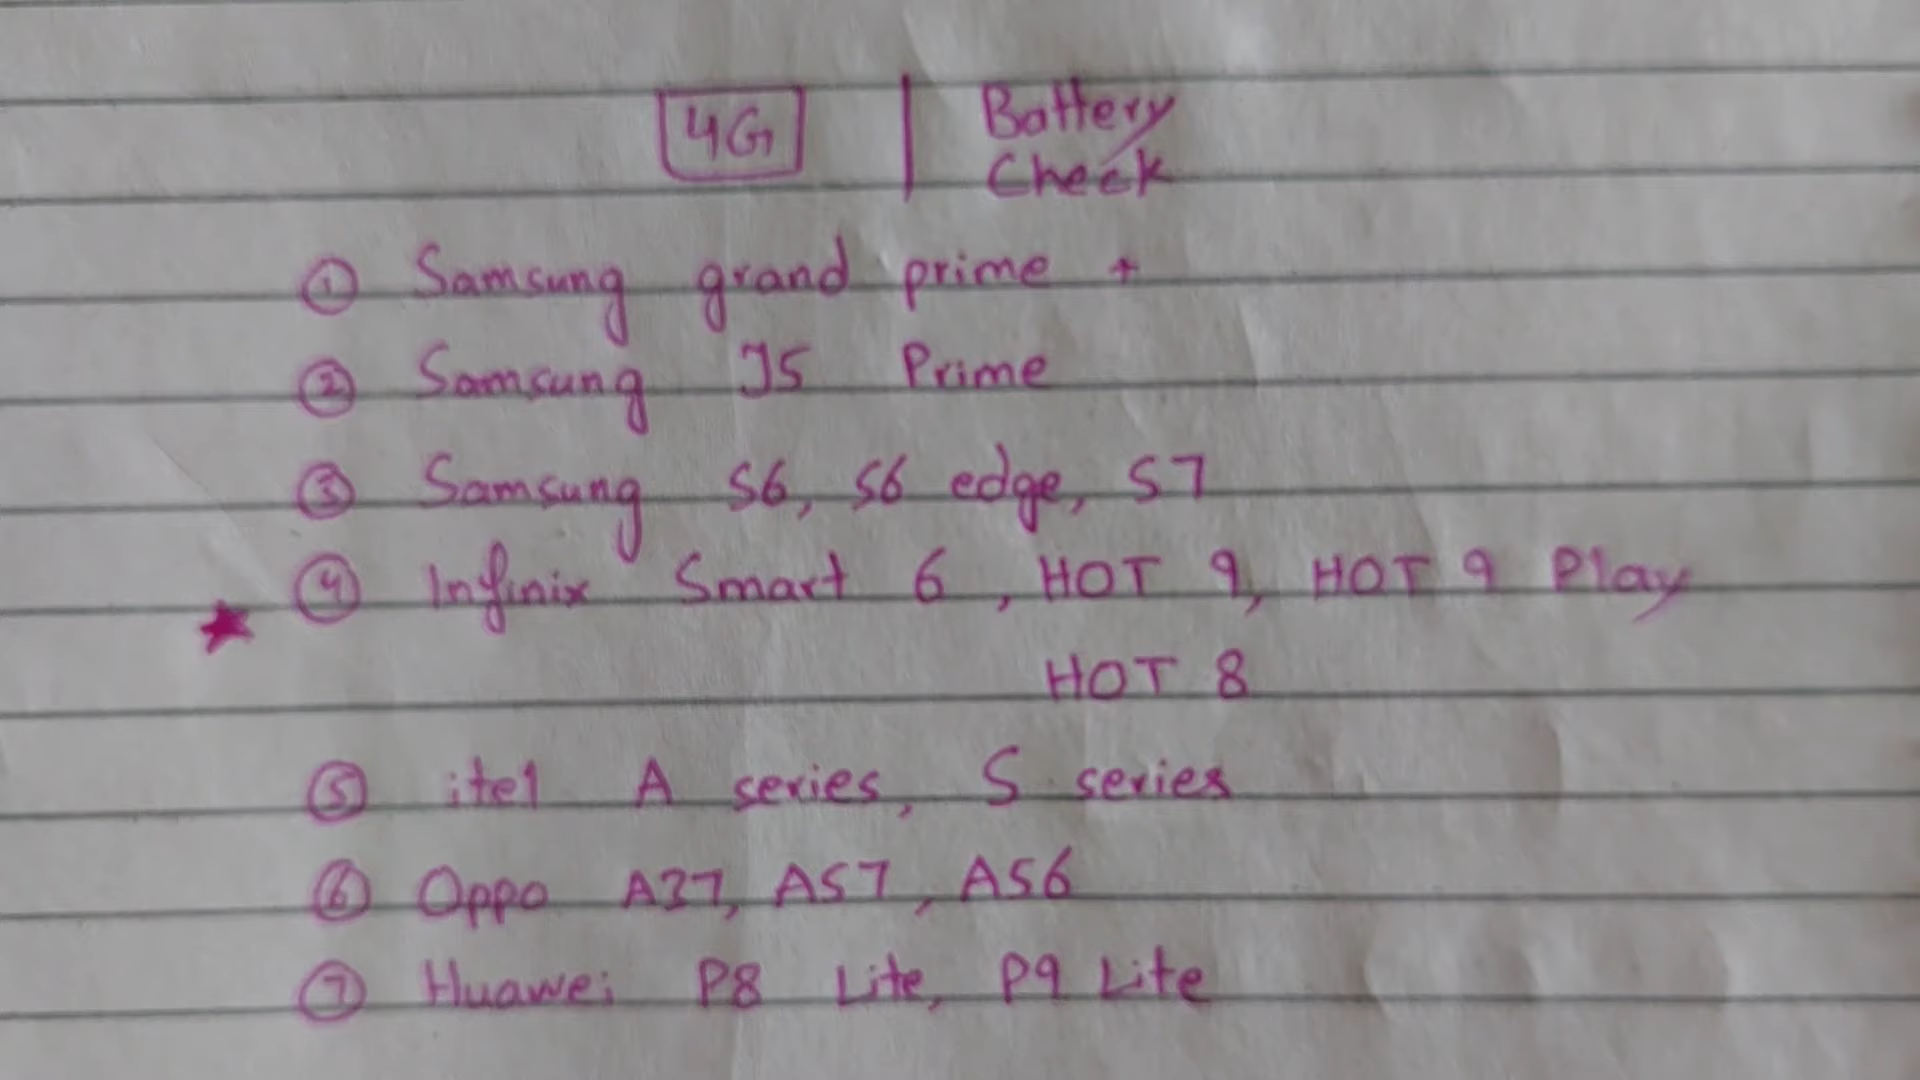 4G | Battery
Check
① Samsung grand prime +
② Samsung J5 Prime
③ Samsung S6, S6 edge, S7
④ Infinix Smart 6, HOT 9, HOT 9 Play
HOT 8
⑤ itel A series, S series
⑥ Oppo A37, A57, A56
⑦ Huawei P8 Lite, P9 Lite